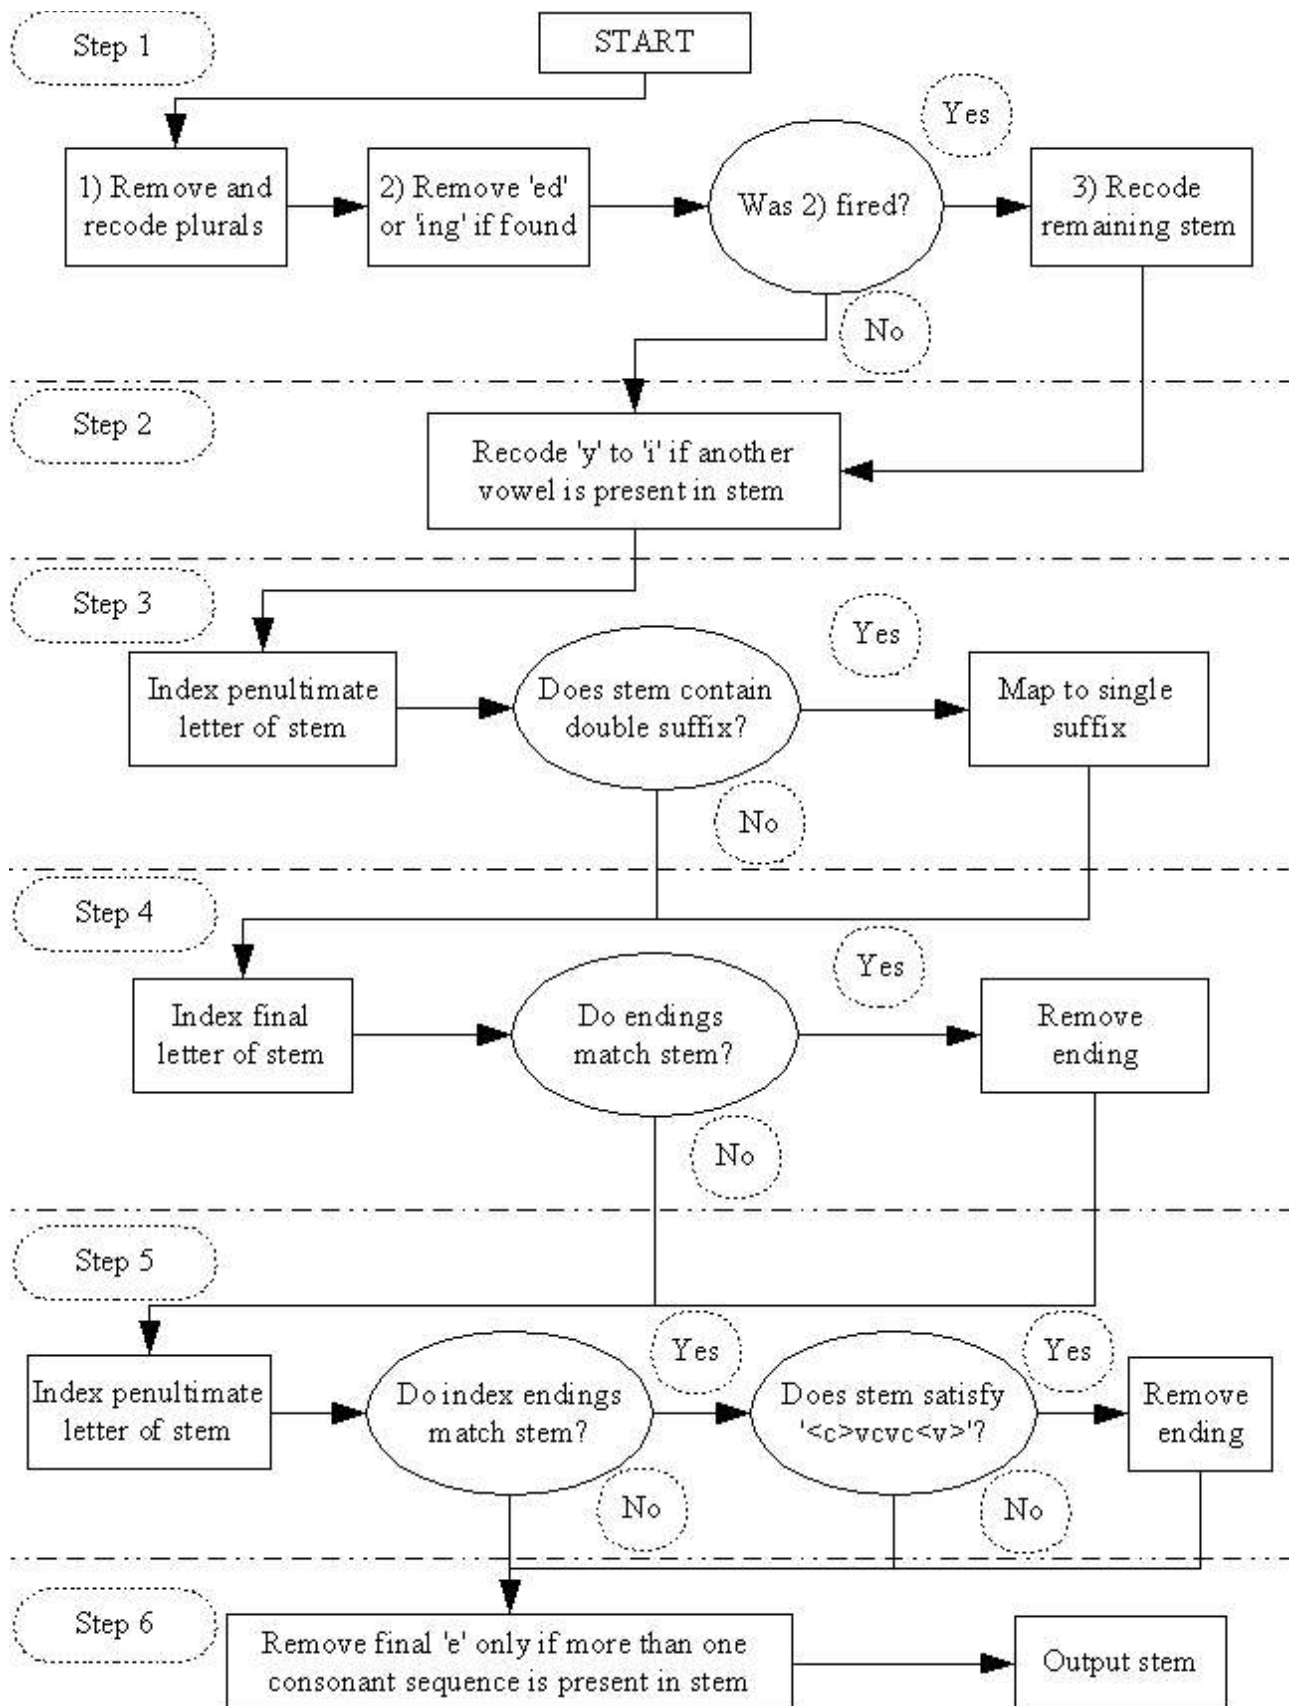 Step 1
START
Yes
1) Remove and
recode plurals
2) Remove 'ed'
or 'ing' if found
Was 2) fired?
3) Recode
remaining stem
No
Step 2
Recode 'y' to 'i' if another
vowel is present in stem
Step 3
Yes
Index penultimate
letter of stem
Does stem contain
double suffix?
Map to single
suffix
No
Step 4
Yes
Index final
letter of stem
Do endings
match stem?
Remove
ending
No
Step 5
Yes
Yes
Index penultimate
letter of stem
Do index endings
match stem?
Does stem satisfy
'<c>vcvc<v>'?
Remove
ending
No
No
Step 6
Remove final 'e' only if more than one
consonant sequence is present in stem
Output stem